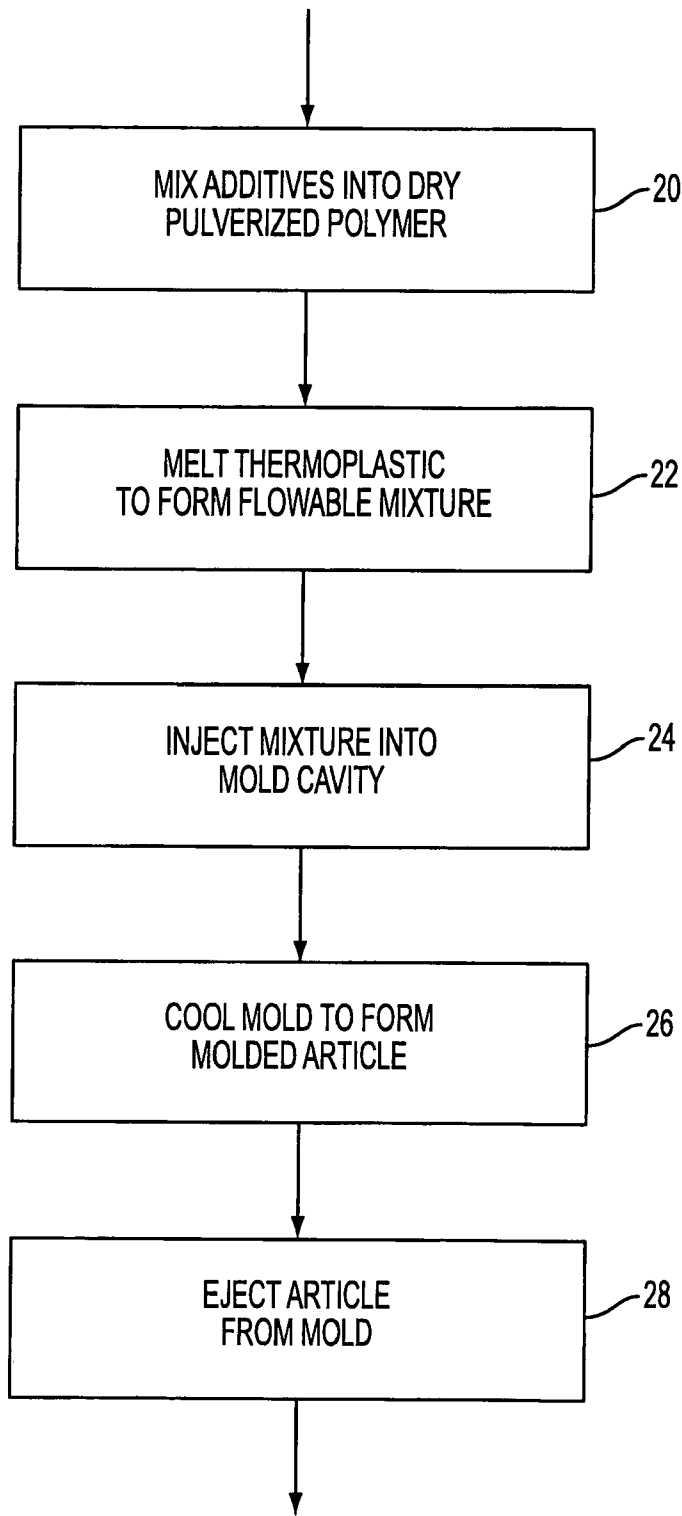 MIX ADDITIVES INTO DRY
PULVERIZED POLYMER
20
MELT THERMOPLASTIC
TO FORM FLOWABLE MIXTURE
22
INJECT MIXTURE INTO
MOLD CAVITY
24
COOL MOLD TO FORM
MOLDED ARTICLE
26
EJECT ARTICLE
FROM MOLD
28